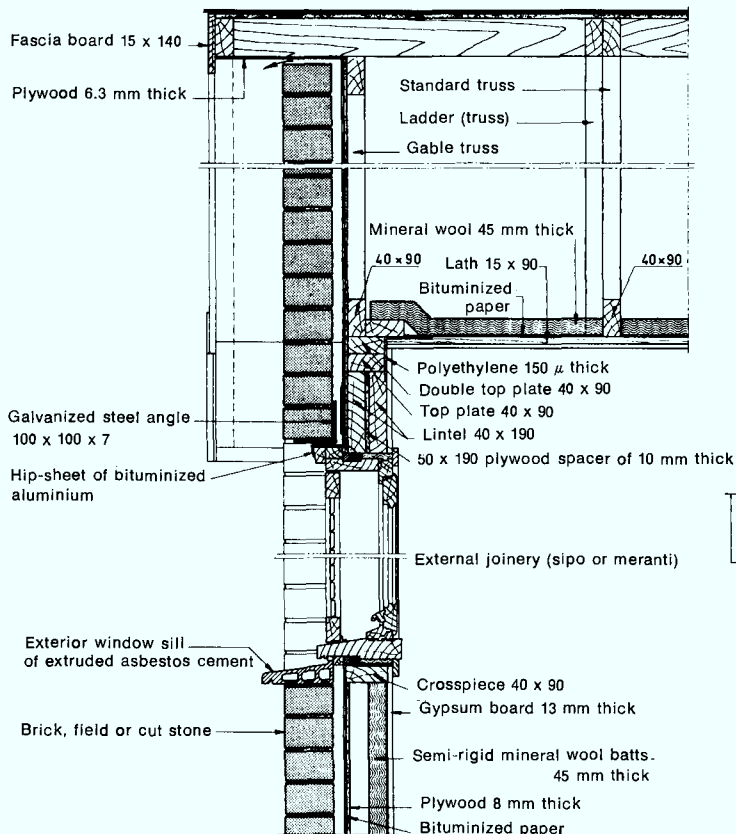 Fascia board 15 x 140
Plywood 6.3 mm thick
Standard truss
Ladder (truss)
Gable truss
Mineral wool 45 mm thick
40 x 90
Lath 15 x 90
40 x 90
Bituminized
paper
Polyethylene 150 μ thick
Double top plate 40 x 90
Top plate 40 x 90
Lintel 40 x 190
50 x 190 plywood spacer of 10 mm thick
Galvanized steel angle
100 x 100 x 7
Hip-sheet of bituminized
aluminium
External joinery (sipo or meranti)
Exterior window sill
of extruded asbestos cement
Crosspiece 40 x 90
Gypsum board 13 mm thick
Brick, field or cut stone
Semi-rigid mineral wool batts
45 mm thick
Plywood 8 mm thick
Bituminized paper